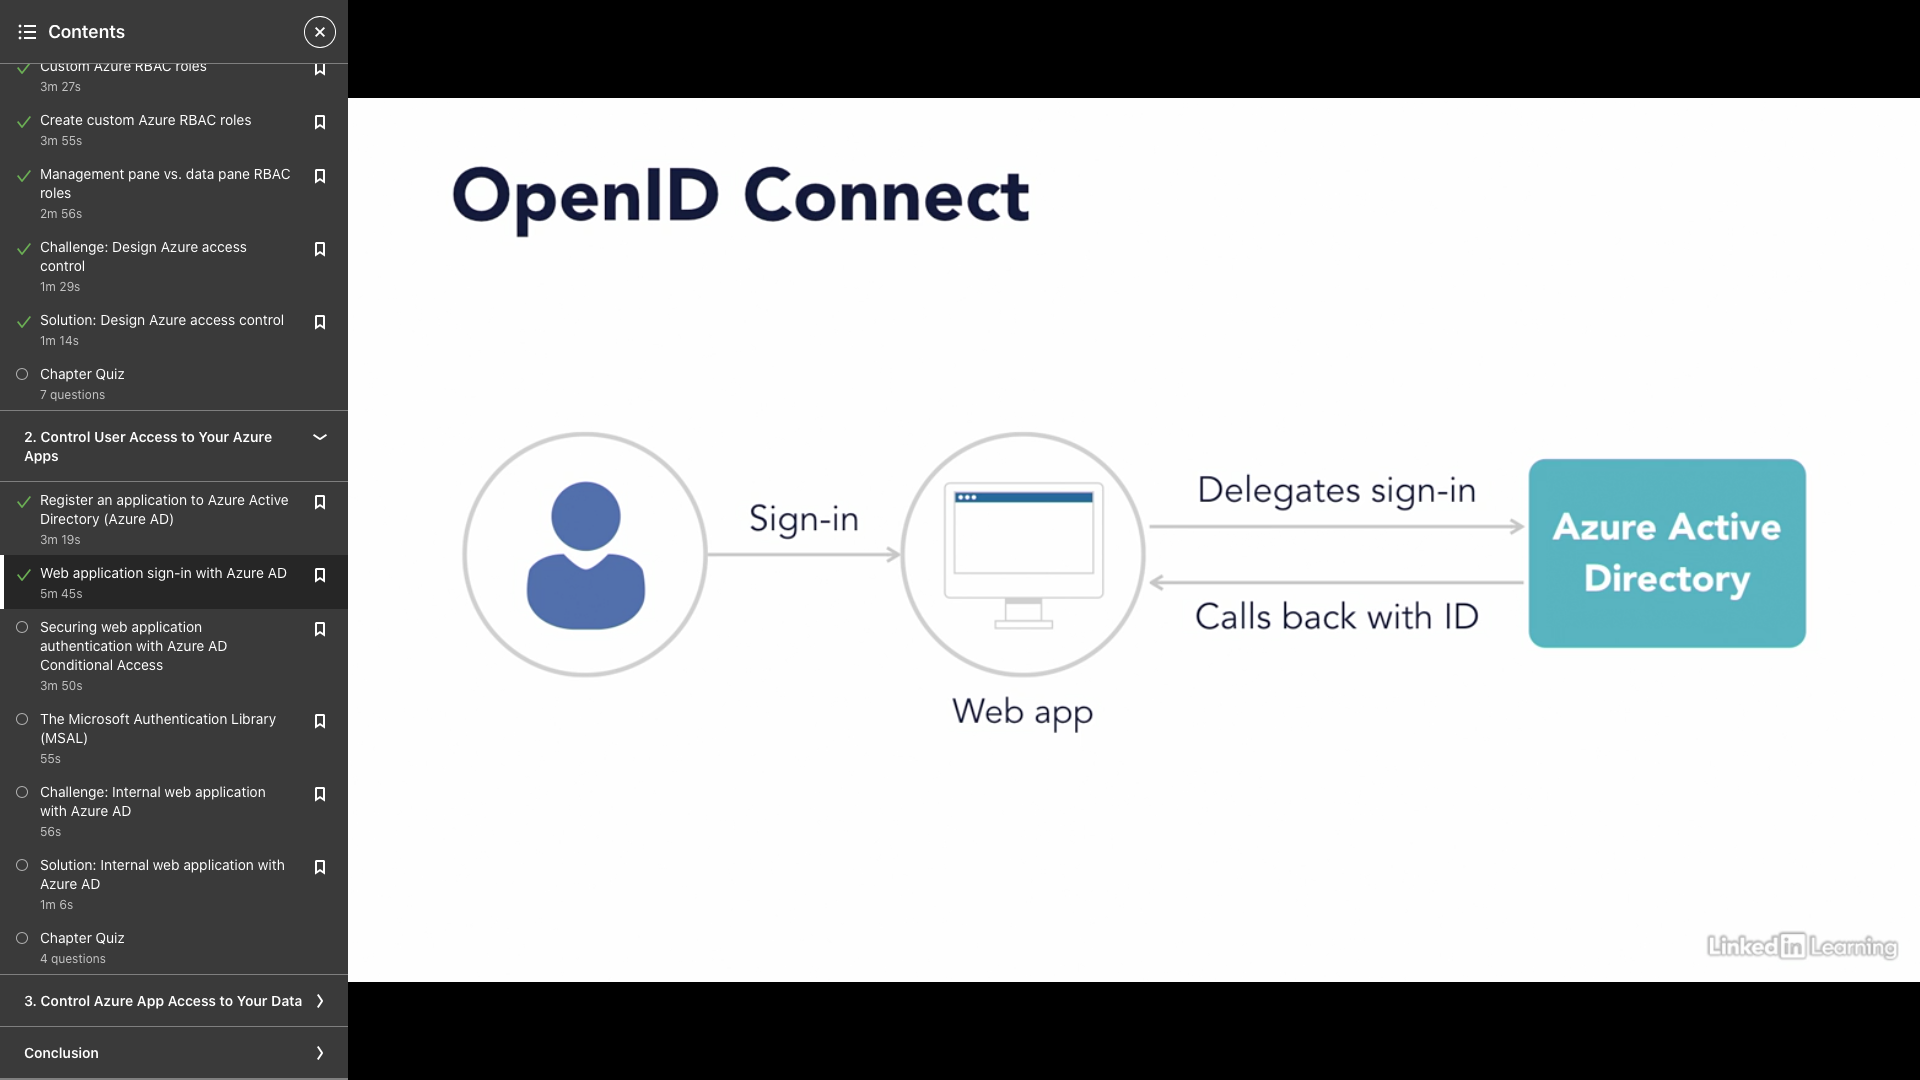 Contents
Custom Azure RBAC roles
3m 27s
Create custom Azure RBAC roles
3m 55s
Management pane vs. data pane RBAC
roles
2m 56s
Challenge: Design Azure access
control
1m 29s
Solution: Design Azure access control
1m 14s
Chapter Quiz
7 questions
2. Control User Access to Your Azure
Apps
Register an application to Azure Active
Directory (Azure AD)
3m 19s
Web application sign-in with Azure AD
5m 45s
Securing web application
authentication with Azure AD
Conditional Access
3m 50s
The Microsoft Authentication Library
(MSAL)
55s
Challenge: Internal web application
with Azure AD
56s
Solution: Internal web application with
Azure AD
1m 6s
Chapter Quiz
4 questions
3. Control Azure App Access to Your Data
Conclusion
OpenID Connect
Sign-in
Web app
Delegates sign-in
Calls back with ID
Azure Active
Directory
Linked in Learning